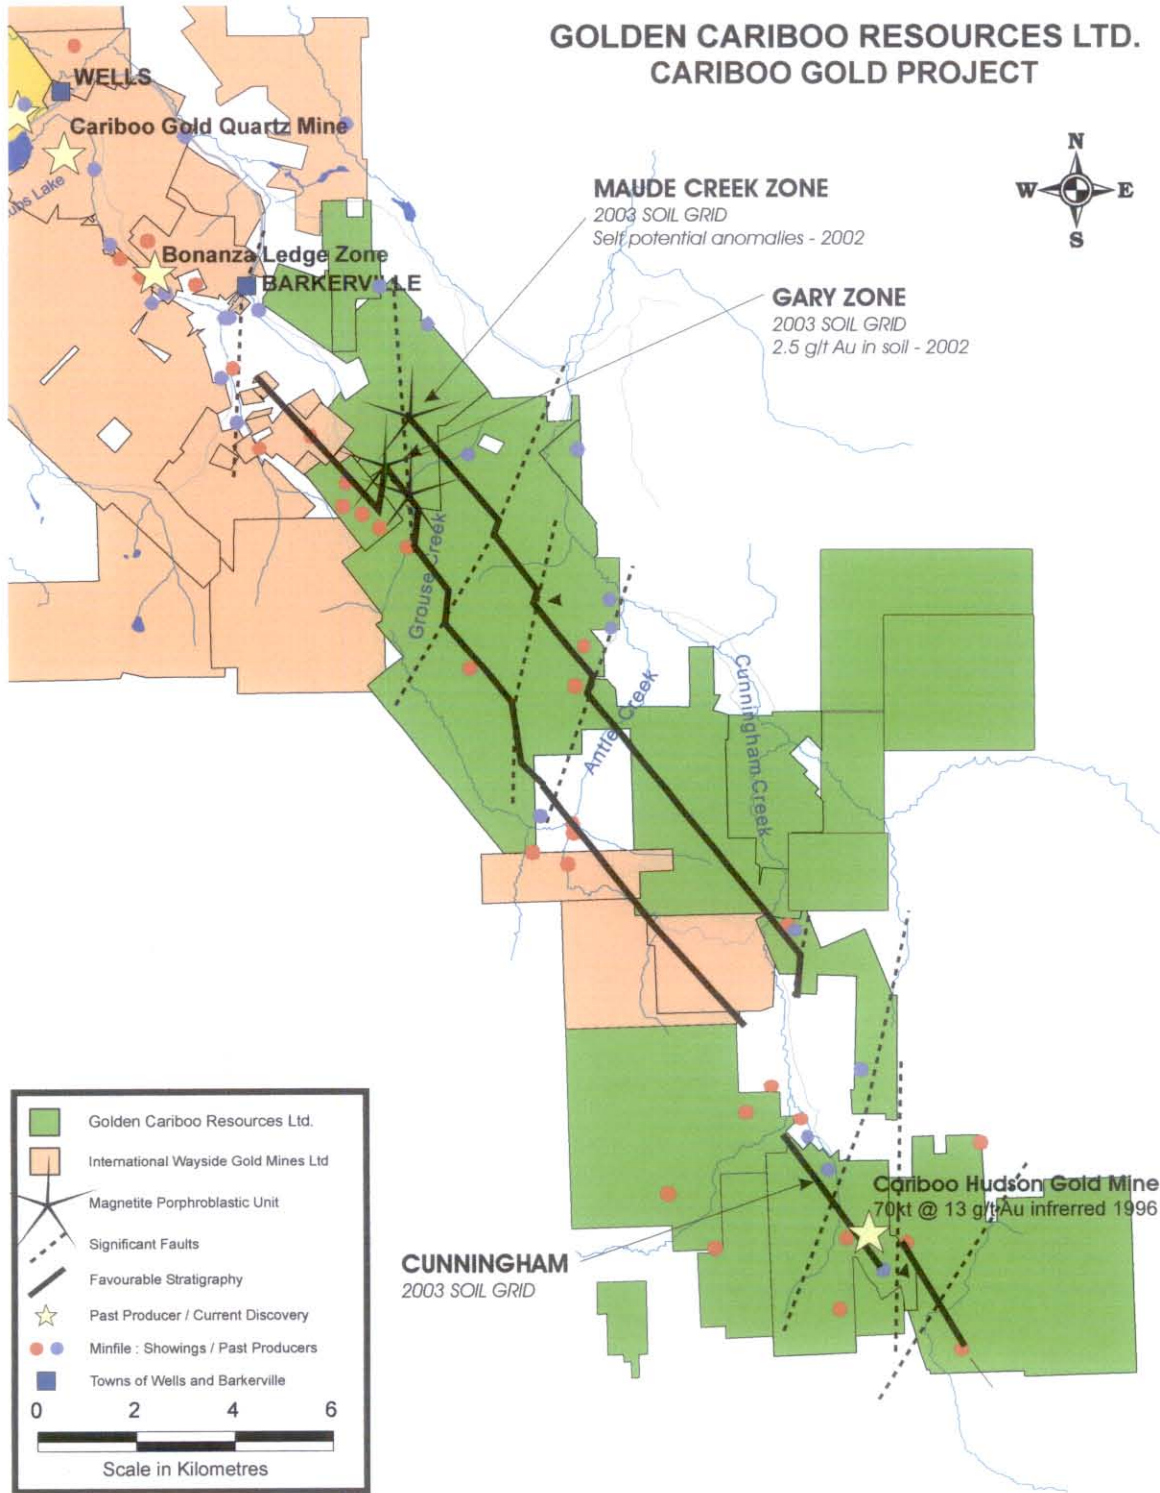 GOLDEN CARIBOO RESOURCES LTD.
CARIBOO GOLD PROJECT
WELLS
Cariboo Gold Quartz Mine
ubs Lake
N
W
E
S
MAUDE CREEK ZONE
2003 SOIL GRID
Self potential anomalies - 2002
Bonanza Ledge Zone
BARKERVILLE
GARY ZONE
2003 SOIL GRID
2.5 g/t Au in soil - 2002
Grouse Creek
Antler Creek
Cunningham Creek
Cariboo Hudson Gold Mine
70kt @ 13 g/t Au infrerred 1996
CUNNINGHAM
2003 SOIL GRID
Golden Cariboo Resources Ltd.
International Wayside Gold Mines Ltd
Magnetite Porphroblastic Unit
Significant Faults
Favourable Stratigraphy
Past Producer / Current Discovery
Minfile : Showings / Past Producers
Towns of Wells and Barkerville
0 2 4 6
Scale in Kilometres